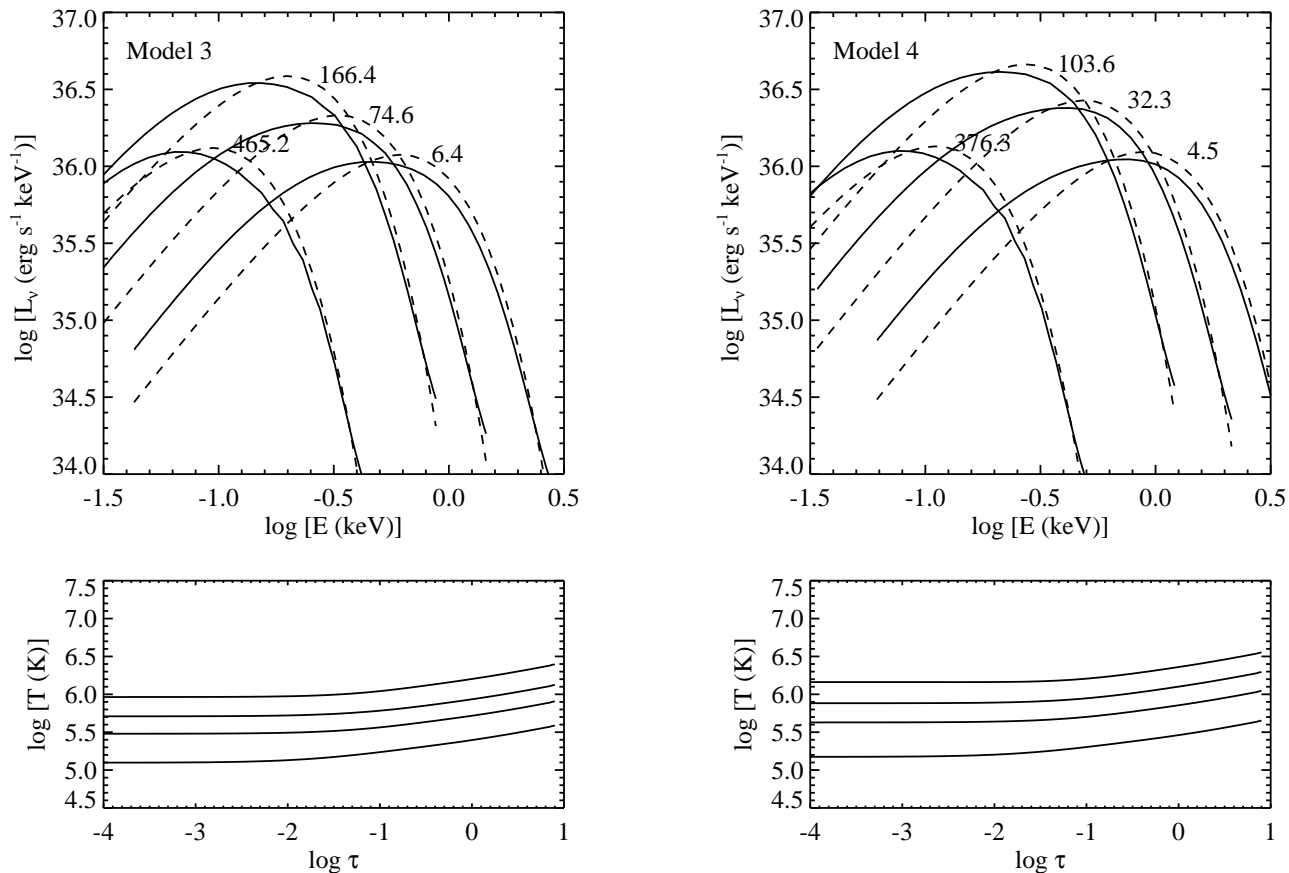 Model 3
37.0
36.5
36.0
35.5
35.0
34.5
34.0
log [Lν (erg s-1 keV-1)]
166.4
74.6
465.2
6.4
-1.5 -1.0 -0.5 0.0 0.5
log [E (keV)]
Model 4
37.0
36.5
36.0
35.5
35.0
34.5
34.0
log [Lν (erg s-1 keV-1)]
103.6
32.3
376.3
4.5
-1.5 -1.0 -0.5 0.0 0.5
log [E (keV)]
7.5
7.0
6.5
6.0
5.5
5.0
4.5
log [T (K)]
-4 -3 -2 -1 0 1
log τ
7.5
7.0
6.5
6.0
5.5
5.0
4.5
log [T (K)]
-4 -3 -2 -1 0 1
log τ